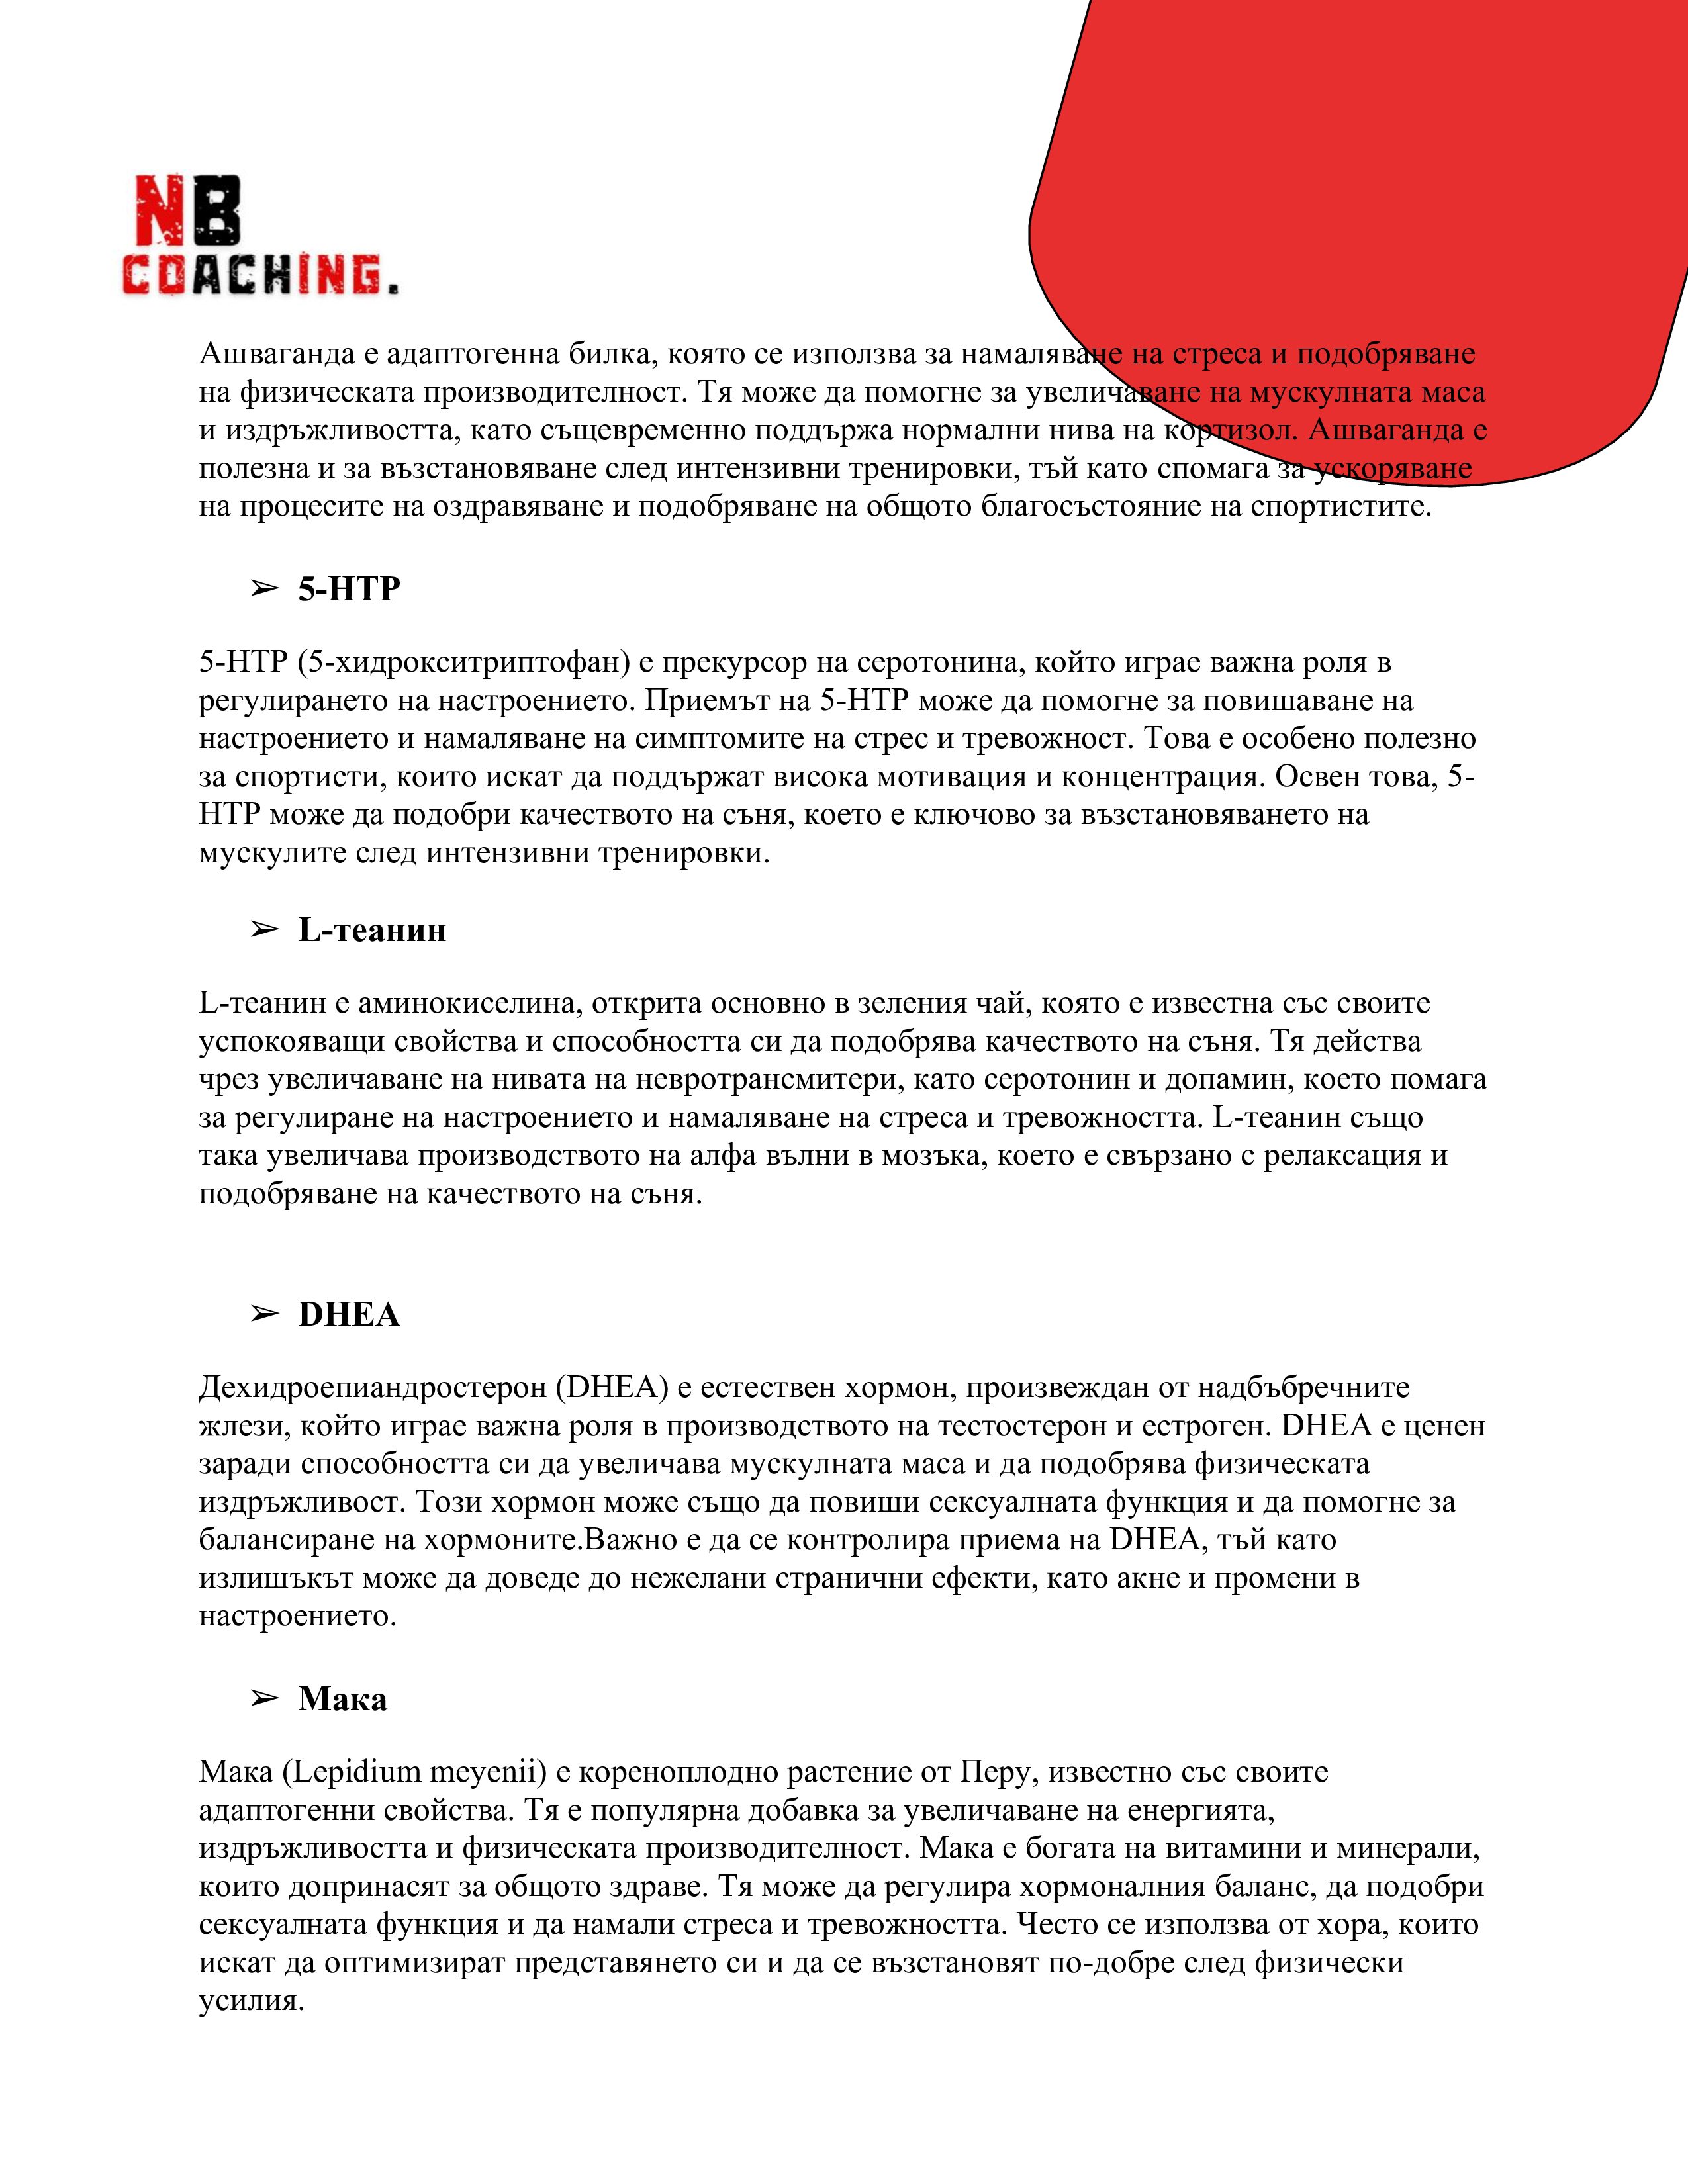 NB
COACHING.
Ашваганда е адаптогенна билка, която се използва за намаляване на стреса и подобряване
на физическата производителност. Тя може да помогне за увеличаване на мускулната маса
и издръжливостта, като същевременно поддържа нормални нива на кортизол. Ашваганда е
полезна и за възстановяване след интензивни тренировки, тъй като спомага за ускоряване
на процесите на оздравяване и подобряване на общото благосъстояние на спортистите.
➢ 5-HTP
5-HTP (5-хидрокситриптофан) е прекурсор на серотонина, който играе важна роля в
регулирането на настроението. Приемът на 5-HTP може да помогне за повишаване на
настроението и намаляване на симптомите на стрес и тревожност. Това е особено полезно
за спортисти, които искат да поддържат висока мотивация и концентрация. Освен това, 5-
HTP може да подобри качеството на съня, което е ключово за възстановяването на
мускулите след интензивни тренировки.
➢ L-теанин
L-теанин е аминокиселина, открита основно в зеления чай, която е известна със своите
успокояващи свойства и способността си да подобрява качеството на съня. Тя действа
чрез увеличаване на нивата на невротрансмитери, като серотонин и допамин, което помага
за регулиране на настроението и намаляване на стреса и тревожността. L-теанин също
така увеличава производството на алфа вълни в мозъка, което е свързано с релаксация и
подобряване на качеството на съня.
➢ DHEA
Дехидроепиандростерон (DHEA) е естествен хормон, произвеждан от надбъбречните
жлези, който играе важна роля в производството на тестостерон и естроген. DHEA е ценен
заради способността си да увеличава мускулната маса и да подобрява физическата
издръжливост. Този хормон може също да повиши сексуалната функция и да помогне за
балансиране на хормоните.Важно е да се контролира приема на DHEA, тъй като
излишъкът може да доведе до нежелани странични ефекти, като акне и промени в
настроението.
➢ Мака
Мака (Lepidium meyenii) е кореноплодно растение от Перу, известно със своите
адаптогенни свойства. Тя е популярна добавка за увеличаване на енергията,
издръжливостта и физическата производителност. Мака е богата на витамини и минерали,
които допринасят за общото здраве. Тя може да регулира хормоналния баланс, да подобри
сексуалната функция и да намали стреса и тревожността. Често се използва от хора, които
искат да оптимизират представянето си и да се възстановят по-добре след физически
усилия.